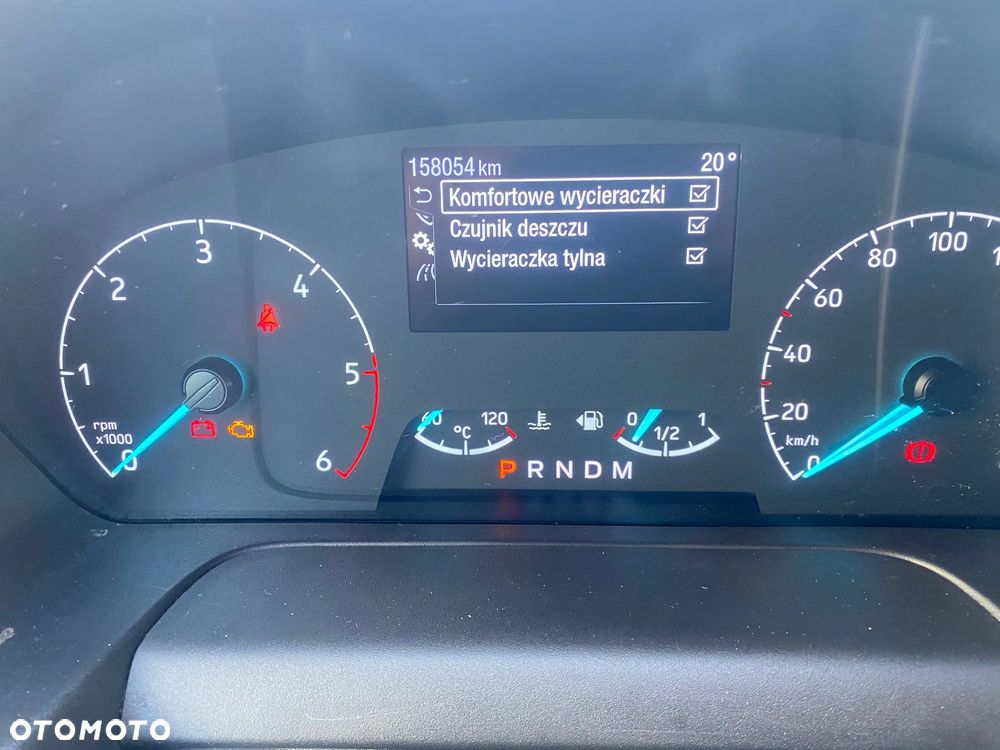 158054 km 20°
Komfortowe wycieraczki
Czujnik deszczu
Wycieraczka tylna
0 1 2 3 4 5 6
rpm
x1000
60 120
°C
0 1/2 1
P R N D M
0 20 40 60 80 100
km/h
OTOMOTO